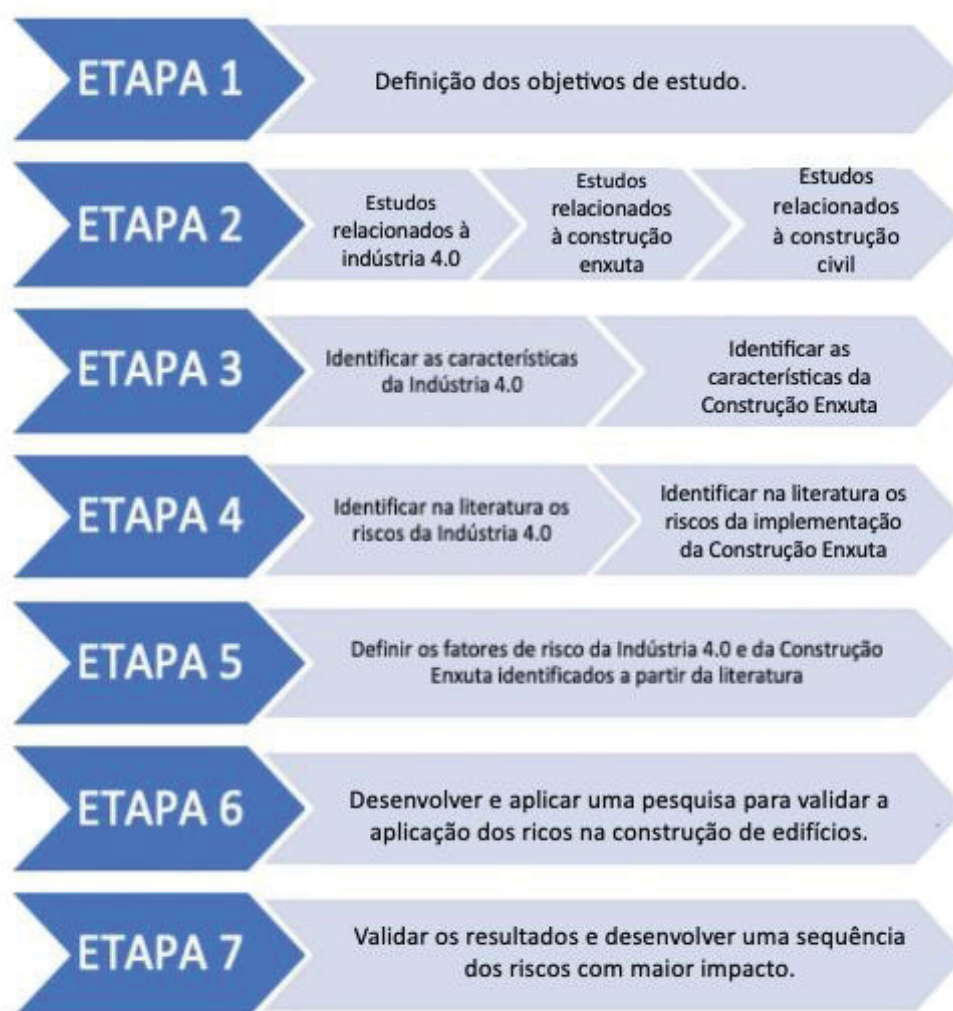 ETAPA 1
Definição dos objetivos de estudo.
ETAPA 2
Estudos
relacionados à
indústria 4.0
Estudos
relacionados
à construção
enxuta
Estudos
relacionados
à construção
civil
ETAPA 3
Identificar as características
da Indústria 4.0
Identificar as
características da
Construção Enxuta
ETAPA 4
Identificar na literatura os
riscos da Indústria 4.0
Identificar na literatura os
riscos da implementação
da Construção Enxuta
ETAPA 5
Definir os fatores de risco da Indústria 4.0 e da Construção
Enxuta identificados a partir da literatura
ETAPA 6
Desenvolver e aplicar uma pesquisa para validar a
aplicação dos ricos na construção de edifícios.
ETAPA 7
Validar os resultados e desenvolver uma sequência
dos riscos com maior impacto.